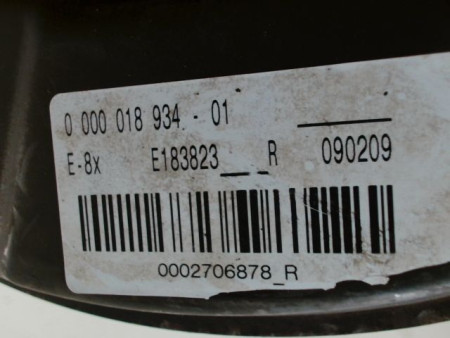 0 000 018 934 - 01
E-8x E183823__ _ R 090209
0002706878_R